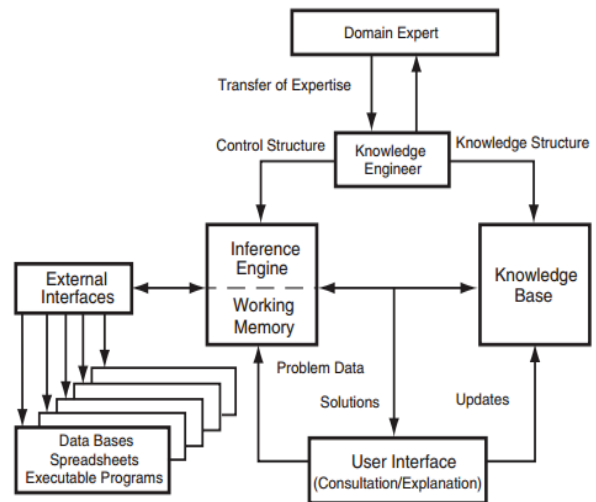 Domain Expert
Transfer of Expertise
Control Structure
Knowledge
Engineer
Knowledge Structure
External
Interfaces
Inference
Engine
Working
Memory
Knowledge
Base
Problem Data
Solutions
Updates
Data Bases
Spreadsheets
Executable Programs
User Interface
(Consultation/Explanation)